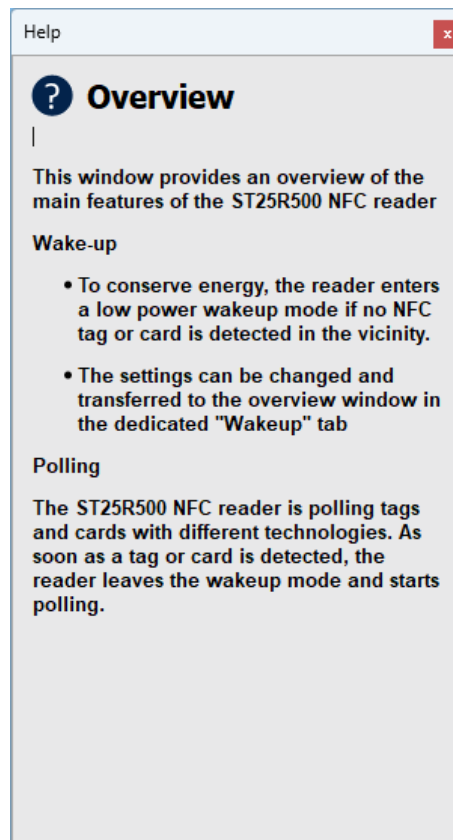 Help
x
? Overview
This window provides an overview of the
main features of the ST25R500 NFC reader
Wake-up
• To conserve energy, the reader enters
a low power wakeup mode if no NFC
tag or card is detected in the vicinity.
• The settings can be changed and
transferred to the overview window in
the dedicated "Wakeup" tab
Polling
The ST25R500 NFC reader is polling tags
and cards with different technologies. As
soon as a tag or card is detected, the
reader leaves the wakeup mode and starts
polling.